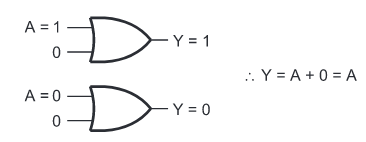 A = 1
0
Y = 1
∴ Y = A + 0 = A
A = 0
0
Y = 0